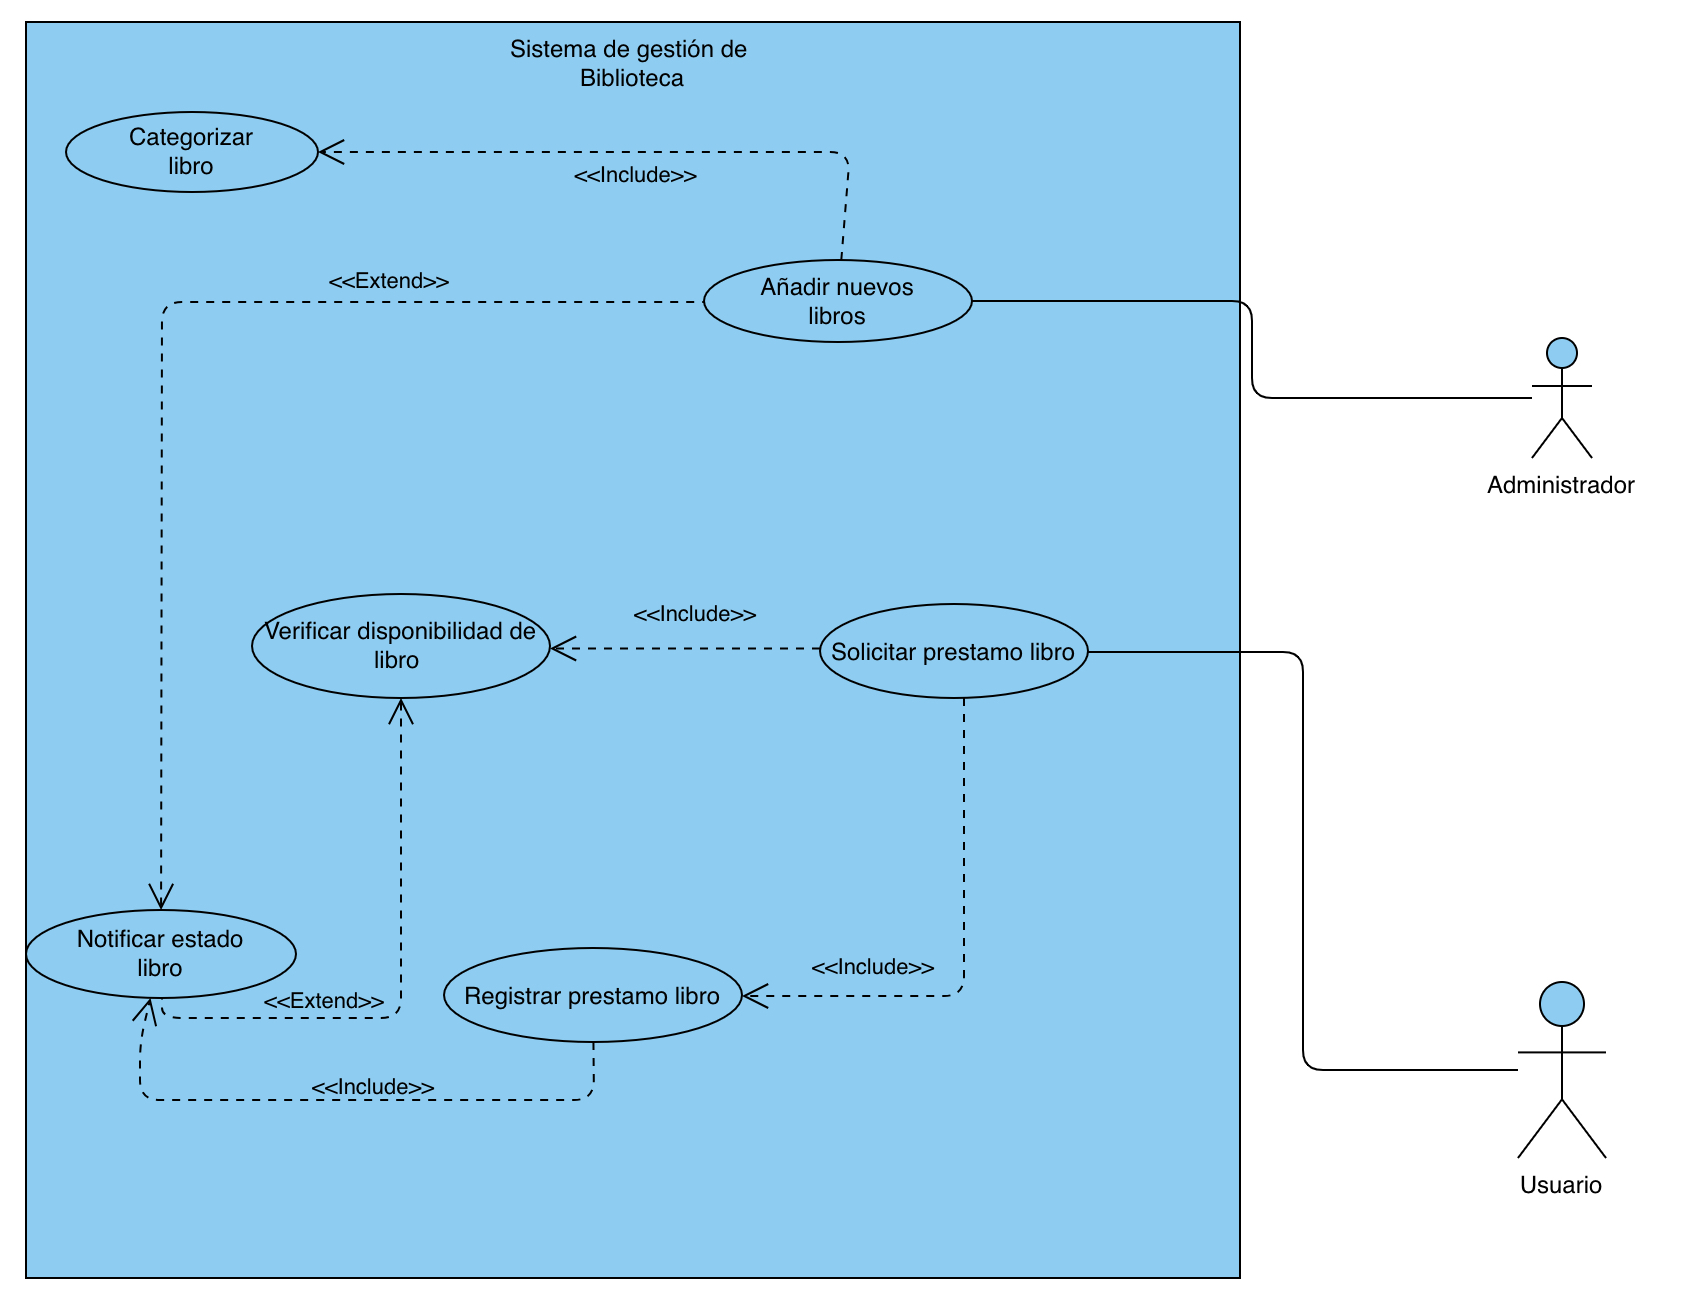 Sistema de gestión de
Biblioteca
Categorizar
libro
<<Include>>
<<Extend>>
Añadir nuevos
libros
Administrador
<<Include>>
Verificar disponibilidad de
libro
Solicitar prestamo libro
Notificar estado
libro
<<Include>>
<<Extend>>
Registrar prestamo libro
<<Include>>
Usuario